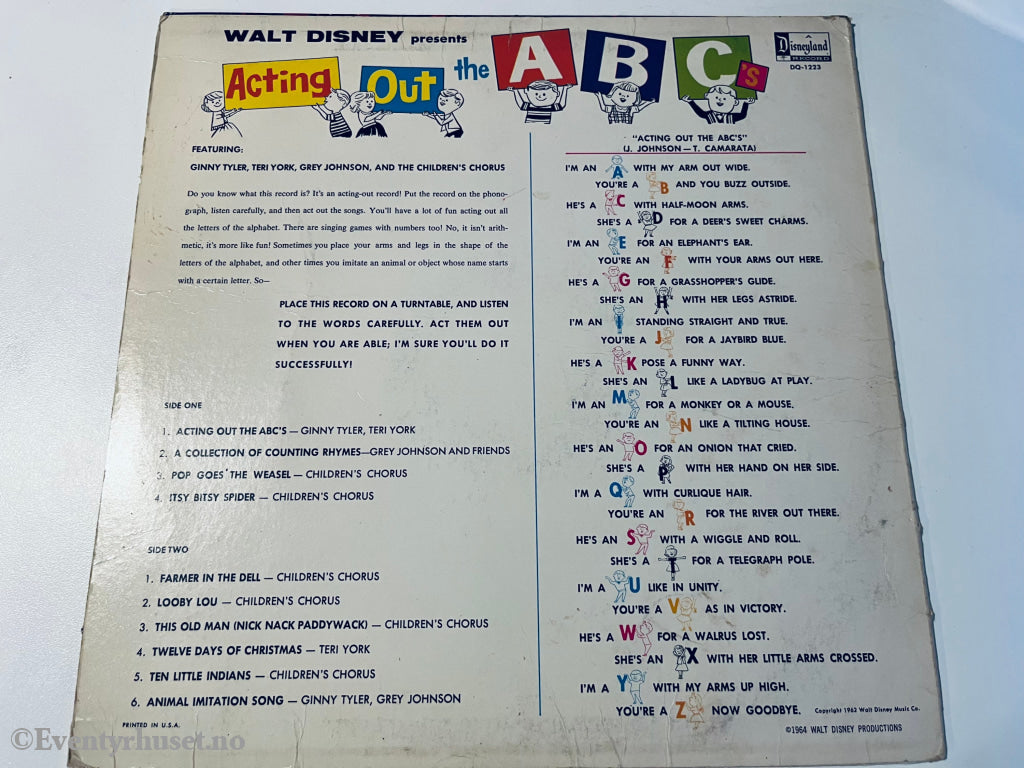 WALT DISNEY presents
Acting Out the ABC's
Disneyland
RECORD
DQ-1223
FEATURING:
GINNY TYLER, TERI YORK, GREY JOHNSON, AND THE CHILDREN'S CHORUS
Do you know what this record is? It's an acting-out record! Put the record on the phono-
graph, listen carefully, and then act out the songs. You'll have a lot of fun acting out all
the letters of the alphabet. There are singing games with numbers too! No, it isn't arith-
metic, it's more like fun! Sometimes you place your arms and legs in the shape of the
letters of the alphabet, and other times you imitate an animal or object whose name starts
with a certain letter. So—
PLACE THIS RECORD ON A TURNTABLE, AND LISTEN
TO THE WORDS CAREFULLY. ACT THEM OUT
WHEN YOU ARE ABLE; I'M SURE YOU'LL DO IT
SUCCESSFULLY!
SIDE ONE
1. ACTING OUT THE ABC'S — GINNY TYLER, TERI YORK
2. A COLLECTION OF COUNTING RHYMES—GREY JOHNSON AND FRIENDS
3. POP GOES THE WEASEL — CHILDREN'S CHORUS
4. ITSY BITSY SPIDER — CHILDREN'S CHORUS
SIDE TWO
1. FARMER IN THE DELL — CHILDREN'S CHORUS
2. LOOBY LOU — CHILDREN'S CHORUS
3. THIS OLD MAN (NICK NACK PADDYWACK) — CHILDREN'S CHORUS
4. TWELVE DAYS OF CHRISTMAS — TERI YORK
5. TEN LITTLE INDIANS — CHILDREN'S CHORUS
6. ANIMAL IMITATION SONG — GINNY TYLER, GREY JOHNSON
PRINTED IN U.S.A.
"ACTING OUT THE ABC'S"
(J. JOHNSON — T. CAMARATA)
I'M AN A WITH MY ARM OUT WIDE.
YOU'RE A B AND YOU BUZZ OUTSIDE.
HE'S A C WITH HALF-MOON ARMS.
SHE'S A D FOR A DEER'S SWEET CHARMS.
I'M AN E FOR AN ELEPHANT'S EAR.
YOU'RE AN F WITH YOUR ARMS OUT HERE.
HE'S A G FOR A GRASSHOPPER'S GLIDE.
SHE'S AN H WITH HER LEGS ASTRIDE.
I'M AN I STANDING STRAIGHT AND TRUE.
YOU'RE A J FOR A JAYBIRD BLUE.
HE'S A K POSE A FUNNY WAY.
SHE'S AN L LIKE A LADYBUG AT PLAY.
I'M AN M FOR A MONKEY OR A MOUSE.
YOU'RE AN N LIKE A TILTING HOUSE.
HE'S AN O FOR AN ONION THAT CRIED.
SHE'S A P WITH HER HAND ON HER SIDE.
I'M A Q WITH CURLIQUE HAIR.
YOU'RE AN R FOR THE RIVER OUT THERE.
HE'S AN S WITH A WIGGLE AND ROLL.
SHE'S A T FOR A TELEGRAPH POLE.
I'M A U LIKE IN UNITY.
YOU'RE A V AS IN VICTORY.
HE'S A W FOR A WALRUS LOST.
SHE'S AN X WITH HER LITTLE ARMS CROSSED.
I'M A Y WITH MY ARMS UP HIGH.
YOU'RE A Z NOW GOODBYE.
Copyright 1962 Walt Disney Music Co.
©1964 WALT DISNEY PRODUCTIONS
©Eventyrhuset.no